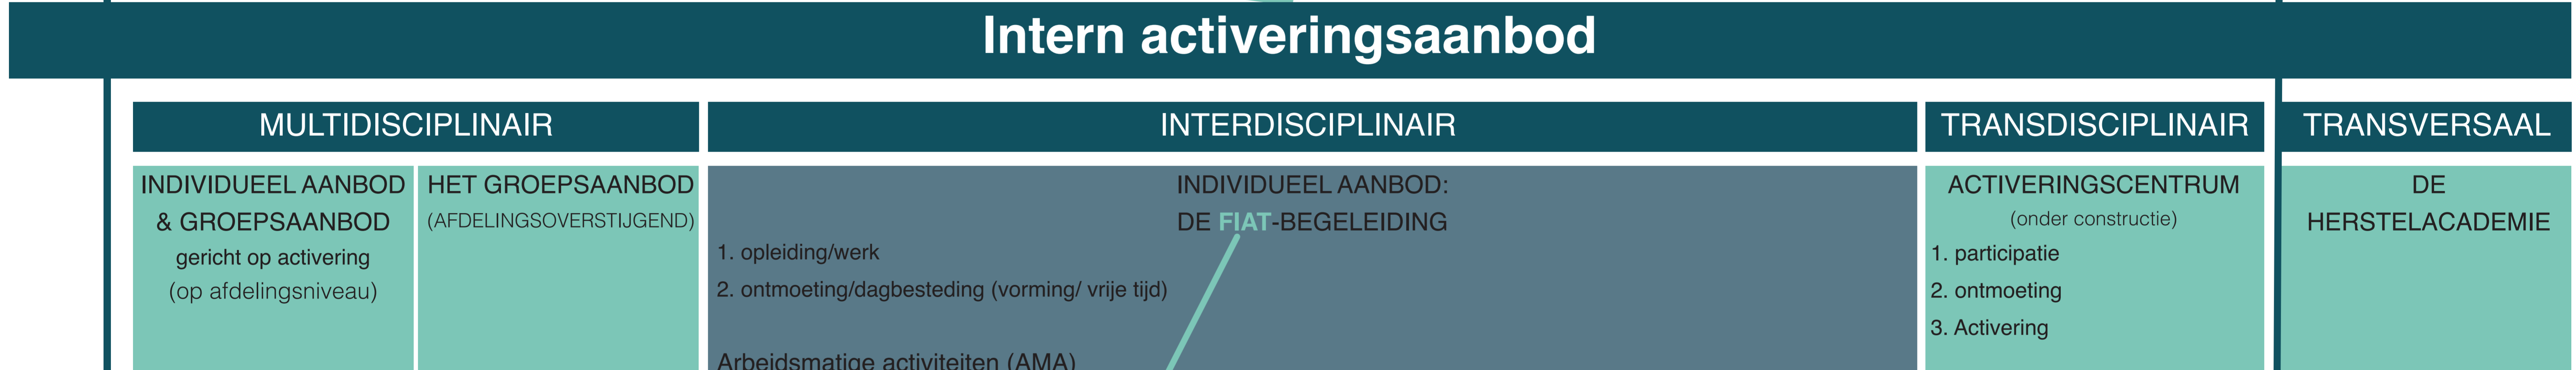 Intern activeringsaanbod
MULTIDISCIPLINAIR
INTERDISCIPLINAIR
TRANSDISCIPLINAIR
TRANSVERSAAL
INDIVIDUEEL AANBOD
& GROEPSAANBOD
gericht op activering
(op afdelingsniveau)
HET GROEPSAANBOD
(AFDELINGSOVERSTIJGEND)
INDIVIDUEEL AANBOD:
DE FIAT-BEGELEIDING
1. opleiding/werk
2. ontmoeting/dagbesteding (vorming/ vrije tijd)
Arbeidsmatige activiteiten (AMA)
ACTIVERINGSCENTRUM
(onder constructie)
1. participatie
2. ontmoeting
3. Activering
DE
HERSTELACADEMIE